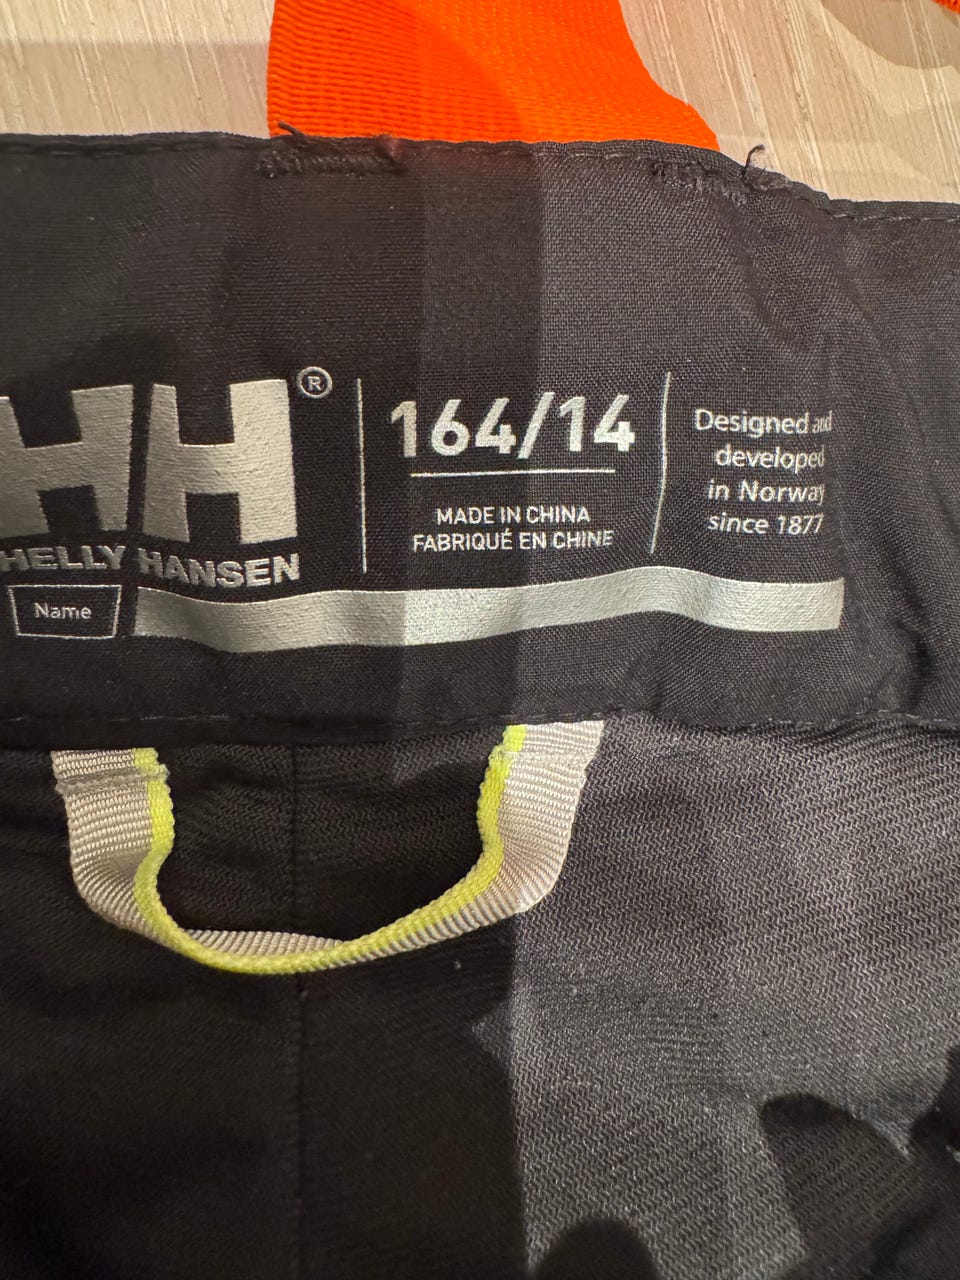 HH®
HELLY HANSEN
Name
164/14
MADE IN CHINA
FABRIQUÉ EN CHINE
Designed and
developed
in Norway
since 1877